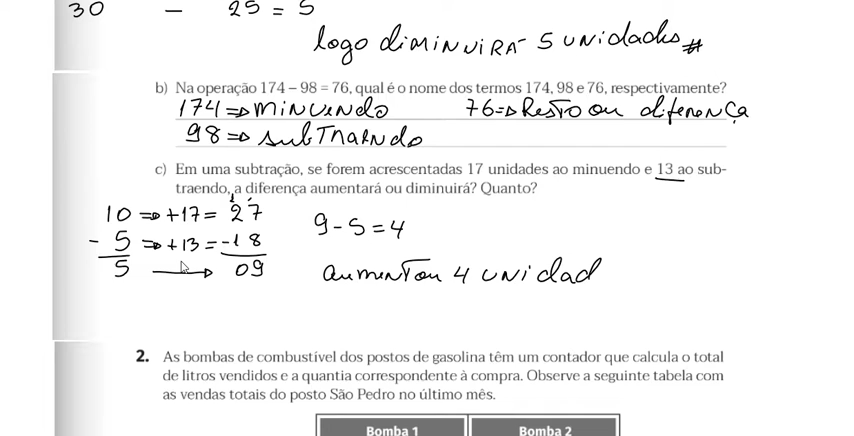 30 - 25 = 5
logo diminuirá 5 unidades #
b) Na operação 174 – 98 = 76, qual é o nome dos termos 174, 98 e 76, respectivamente?
174 => minuendo 76 => Resto ou diferença
98 => subtraendo
c) Em uma subtração, se forem acrescentadas 17 unidades ao minuendo e 13 ao sub-
traendo, a diferença aumentará ou diminuirá? Quanto?
10 => +17 = 27
- 5 => +13 = -18
5 → 09
9 - 5 = 4
aumentou 4 unidad
2. As bombas de combustível dos postos de gasolina têm um contador que calcula o total
de litros vendidos e a quantia correspondente à compra. Observe a seguinte tabela com
as vendas totais do posto São Pedro no último mês.
Bomba 1 Bomba 2